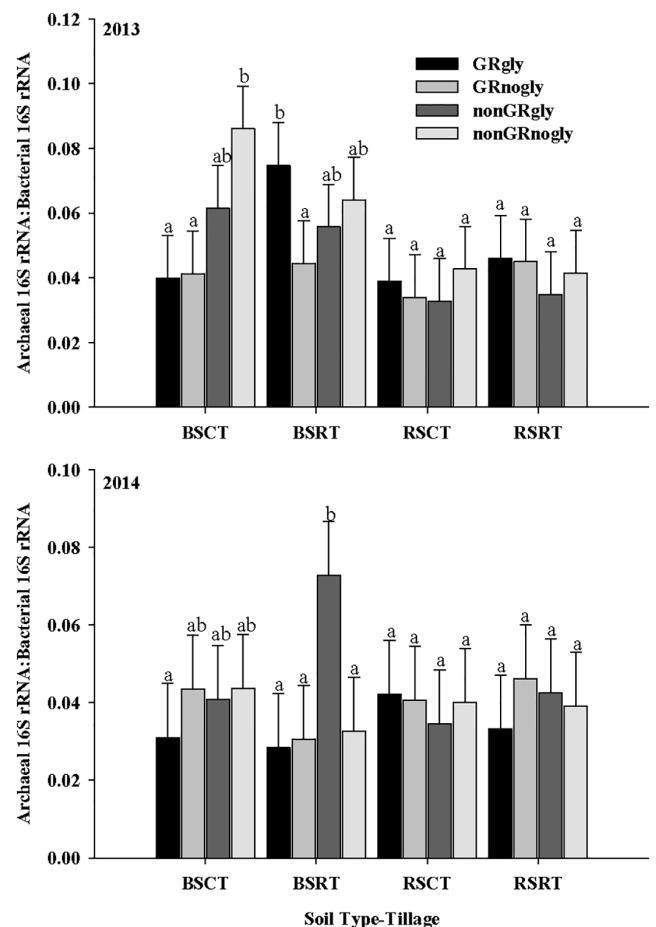 0.12
2013
0.10
0.08
0.06
0.04
0.02
0.00
Archaeal 16S rRNA:Bacterial 16S rRNA
GRgly
GRnogly
nonGRgly
nonGRnogly
a a ab b b a ab ab a a a a a a a a
BSCT BSRT RSCT RSRT
0.10
2014
0.08
0.06
0.04
0.02
0.00
Archaeal 16S rRNA:Bacterial 16S rRNA
a ab ab ab a a b a a a a a a a a a
BSCT BSRT RSCT RSRT
Soil Type-Tillage